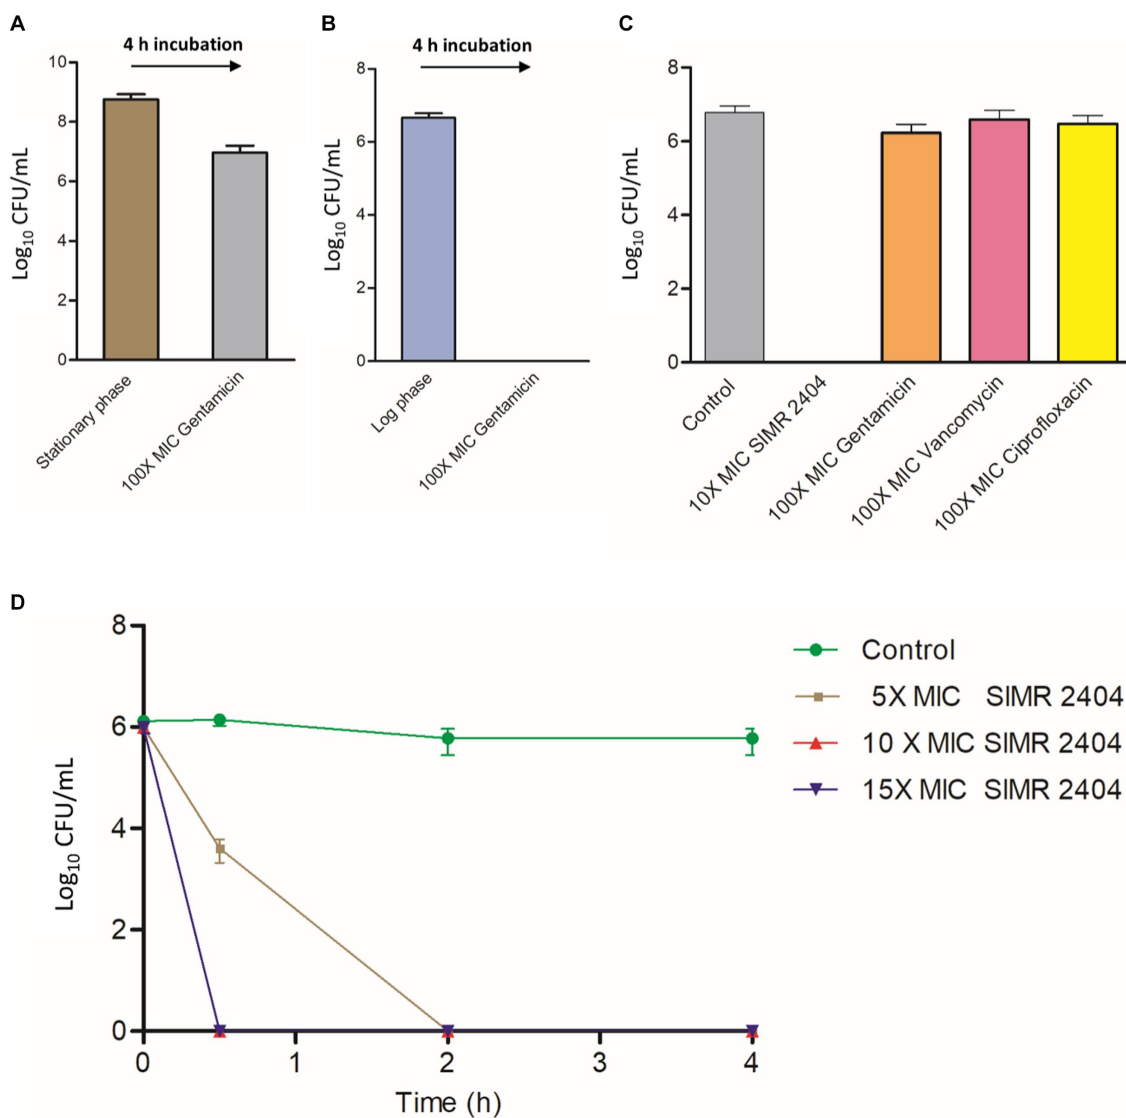 A
4 h incubation
10
8
6
4
2
0
Log10 CFU/mL
Stationary phase
100X MIC Gentamicin
B
4 h incubation
8
6
4
2
0
Log10 CFU/mL
Log phase
100X MIC Gentamicin
C
8
6
4
2
0
Log10 CFU/mL
Control
10X MIC SIMR 2404
100X MIC Gentamicin
100X MIC Vancomycin
100X MIC Ciprofloxacin
D
8
6
4
2
0
Log10 CFU/mL
0 1 2 3 4
Time (h)
Control
5X MIC SIMR 2404
10 X MIC SIMR 2404
15X MIC SIMR 2404